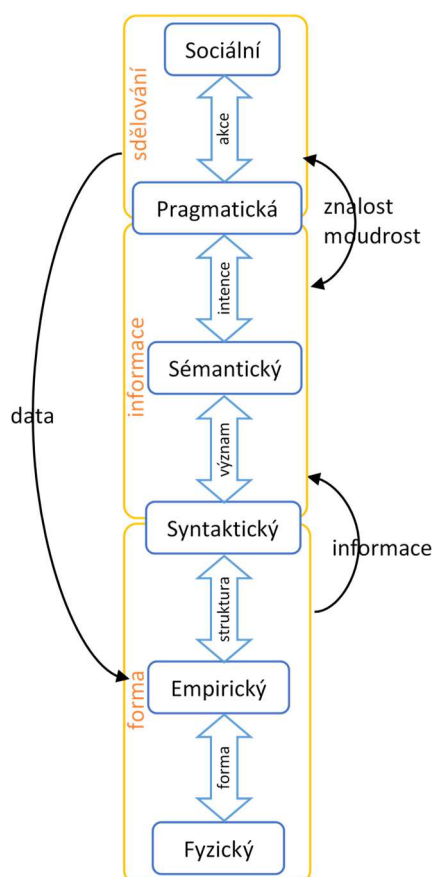 Sociální
sdělování
akce
Pragmatická
znalost
moudrost
intence
informace
Sémantický
data
význam
Syntaktický
informace
struktura
Empirický
forma
forma
Fyzický